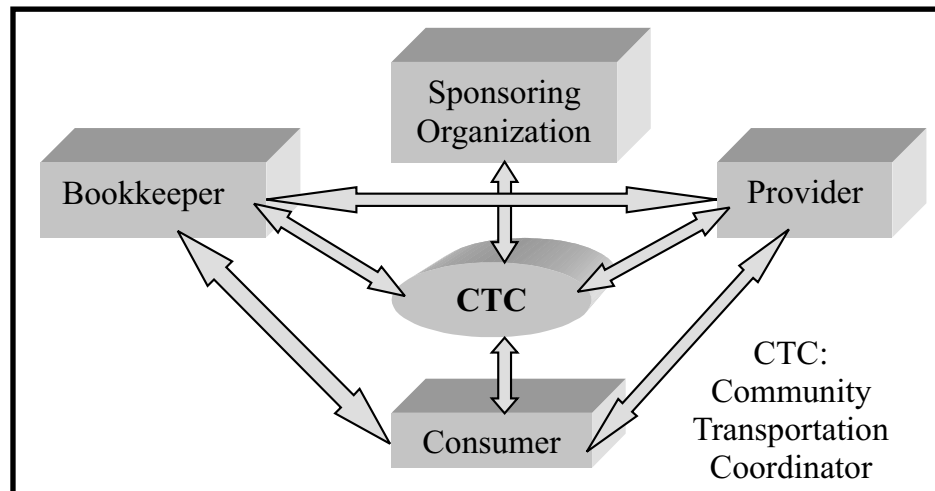 Sponsoring
Organization
Bookkeeper
Provider
CTC
Consumer
CTC:
Community
Transportation
Coordinator